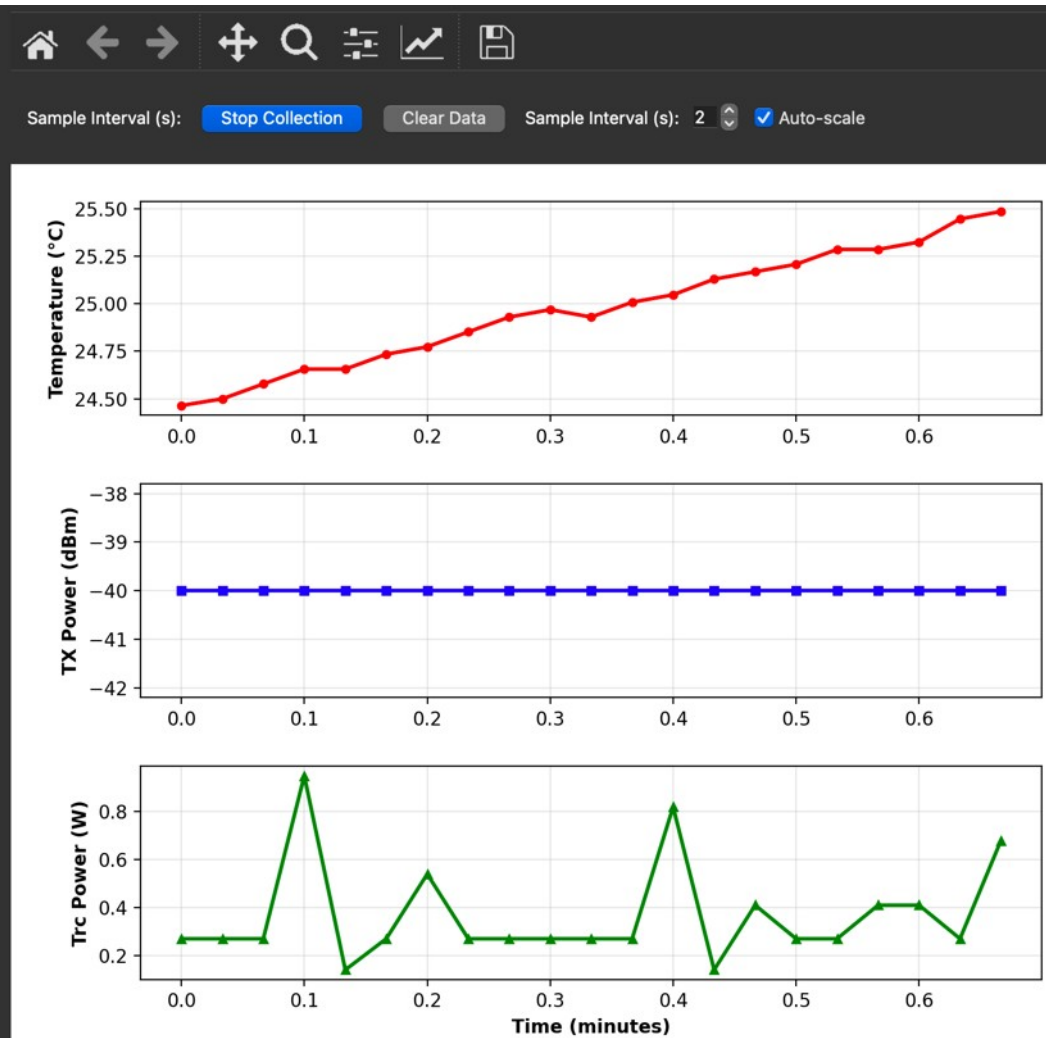 Sample Interval (s): Stop Collection Clear Data Sample Interval (s): 2 Auto-scale
Temperature (°C)
25.50
25.25
25.00
24.75
24.50
0.0 0.1 0.2 0.3 0.4 0.5 0.6
TX Power (dBm)
−38
−39
−40
−41
−42
0.0 0.1 0.2 0.3 0.4 0.5 0.6
Trc Power (W)
0.8
0.6
0.4
0.2
0.0 0.1 0.2 0.3 0.4 0.5 0.6
Time (minutes)